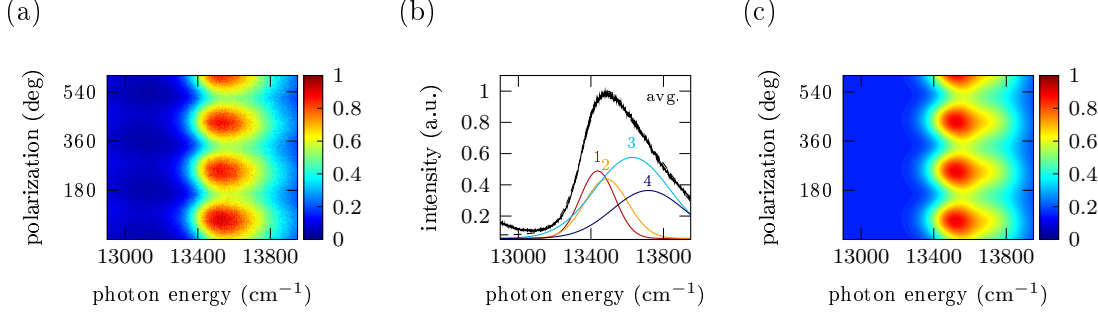 (a)
polarization (deg)
540
360
180
13000 13400 13800
photon energy (cm−1)
1
0.8
0.6
0.4
0.2
0
(b)
intensity (a.u.)
1
0.8
0.6
0.4
0.2
avg.
1
2
3
4
13000 13400 13800
photon energy (cm−1)
(c)
polarization (deg)
540
360
180
13000 13400 13800
photon energy (cm−1)
1
0.8
0.6
0.4
0.2
0